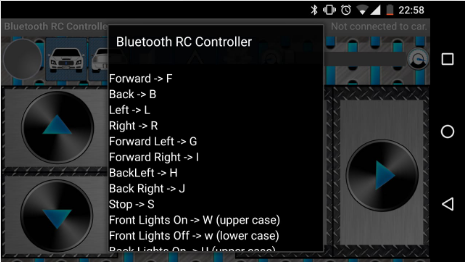 22:58
Bluetooth RC Controller
Not connected to car
Bluetooth RC Controller
Forward -> F
Back -> B
Left -> L
Right -> R
Forward Left -> G
Forward Right -> I
BackLeft -> H
Back Right -> J
Stop -> S
Front Lights On -> W (upper case)
Front Lights Off -> w (lower case)
Back Lights On -> U (upper case)